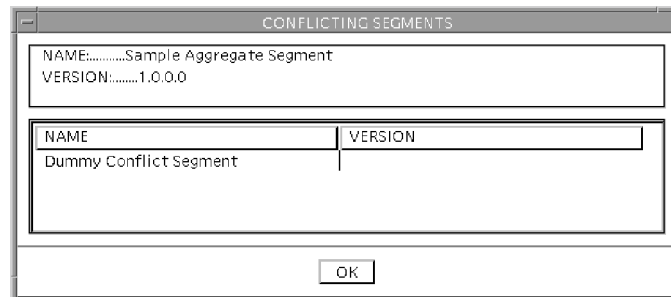 CONFLICTING SEGMENTS
NAME:..........Sample Aggregate Segment
VERSION:........1.0.0.0
NAME VERSION
Dummy Conflict Segment
OK